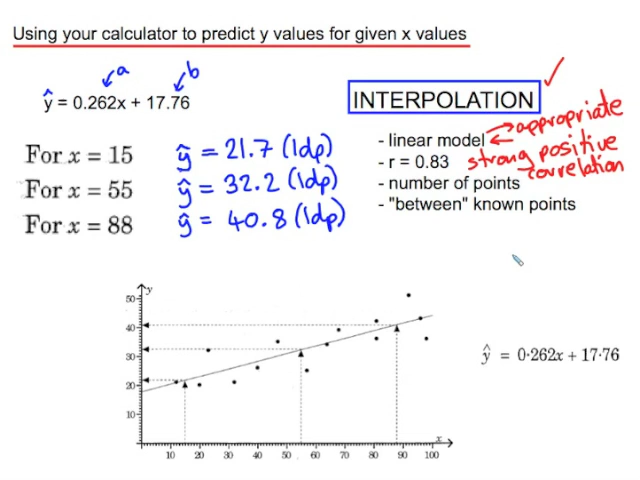 Using your calculator to predict y values for given x values
a b
ŷ = 0.262x + 17.76
INTERPOLATION
- linear model appropriate
- r = 0.83 strong positive correlation
- number of points
- "between" known points
For x = 15 ŷ = 21.7 (1dp)
For x = 55 ŷ = 32.2 (1dp)
For x = 88 ŷ = 40.8 (1dp)
y
50
40
30
20
10
10 20 30 40 50 60 70 80 90 100
x
ŷ = 0·262x + 17·76